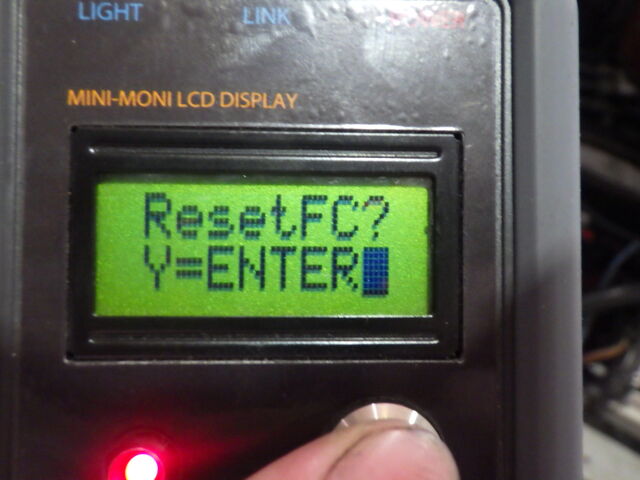 LIGHT
LINK
MINI-MONI LCD DISPLAY
ResetFC?
Y=ENTER